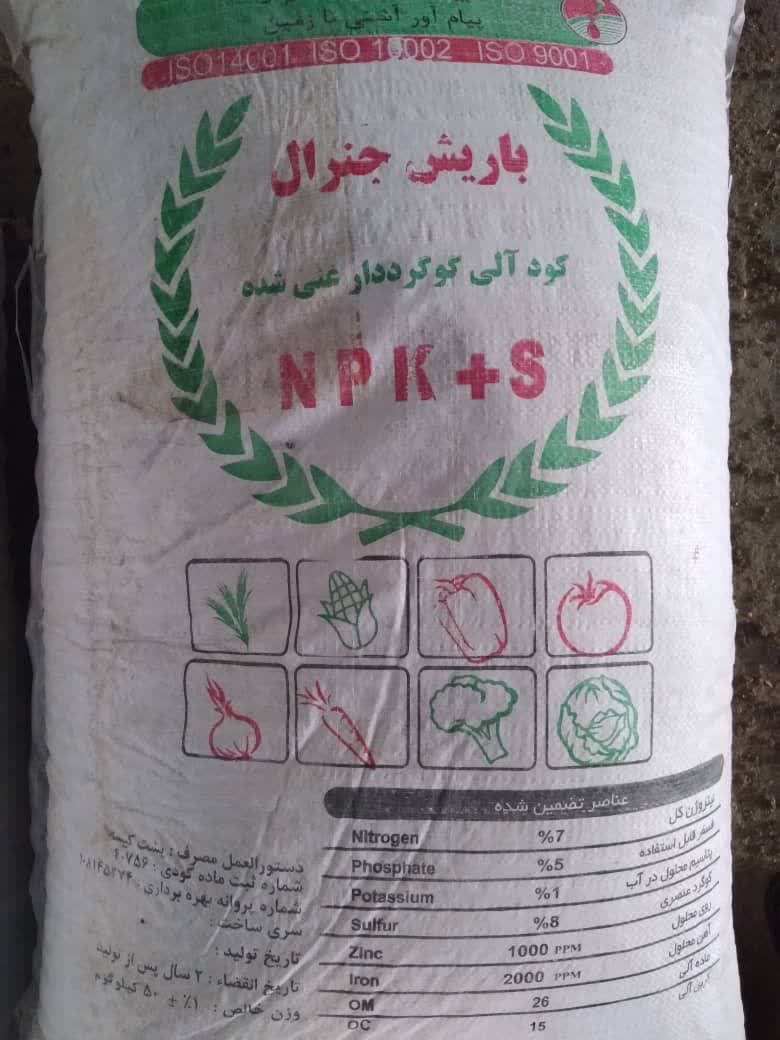 پیام آور آشتی با زمین
ISO 14001 ISO 10002 ISO 9001
باریش جنرال
کود آلی گوگرددار غنی شده
NPK+S
عناصر تضمین شده
Nitrogen %7 نیتروژن کل
Phosphate %5 فسفر قابل استفاده
Potassium %1 پتاسیم محلول در آب
Sulfur %8 گوگرد عنصری
Zinc 1000 PPM روی محلول
Iron 2000 PPM آهن محلول
OM 26 ماده آلی
OC 15 کربن آلی
دستورالعمل مصرف : پشت کیسه
شماره ثبت ماده کودی : ۴۰۷۵۶
شماره پروانه بهره برداری :
سری ساخت :
تاریخ تولید :
تاریخ انقضاء : ۲ سال پس از تولید
وزن خالص : ۱٪ ± ۵۰ کیلوگرم